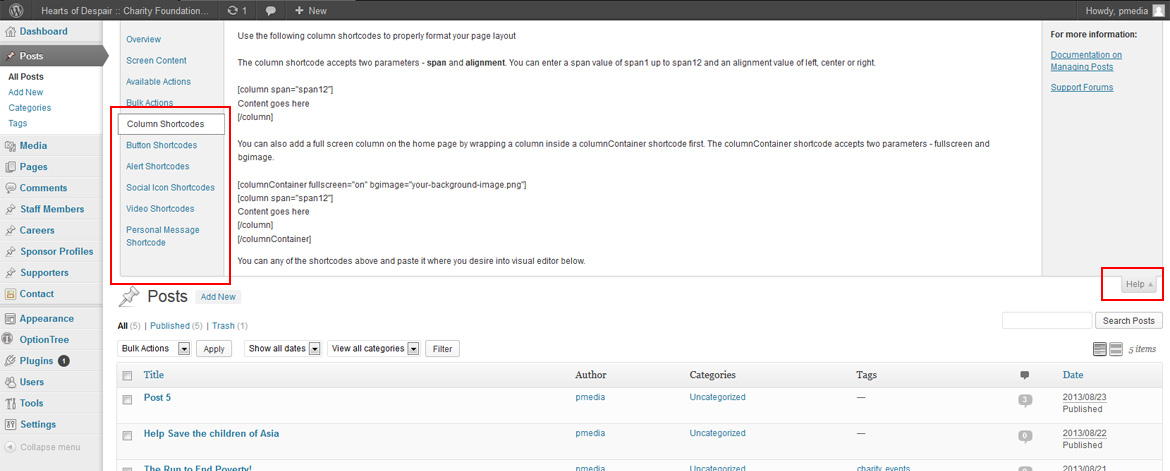 Hearts of Despair :: Charity Foundation... 1 New Howdy, pmedia
Dashboard
Posts
All Posts
Add New
Categories
Tags
Media
Pages
Comments
Staff Members
Careers
Sponsor Profiles
Supporters
Contact
Appearance
OptionTree
Plugins 1
Users
Tools
Settings
Collapse menu
Overview
Screen Content
Available Actions
Bulk Actions
Column Shortcodes
Button Shortcodes
Alert Shortcodes
Social Icon Shortcodes
Video Shortcodes
Personal Message
Shortcode
Use the following column shortcodes to properly format your page layout
The column shortcode accepts two parameters - span and alignment. You can enter a span value of span1 up to span12 and an alignment value of left, center or right.
[column span="span12"]
Content goes here
[/column]
You can also add a full screen column on the home page by wrapping a column inside a columnContainer shortcode first. The columnContainer shortcode accepts two parameters - fullscreen and
bgimage.
[columnContainer fullscreen="on" bgimage="your-background-image.png"]
[column span="span12"]
Content goes here
[/column]
[/columnContainer]
You can any of the shortcodes above and paste it where you desire into visual editor below.
For more information:
Documentation on
Managing Posts
Support Forums
Help
Posts Add New
All (5) | Published (5) | Trash (1)
Search Posts
Bulk Actions Apply Show all dates View all categories Filter 5 items
Title Author Categories Tags Date
Post 5 pmedia Uncategorized — 3 2013/08/23
Published
Help Save the children of Asia pmedia Uncategorized — 0 2013/08/22
Published
The Run to End Poverty! pmedia Uncategorized charity, events 2013/08/21